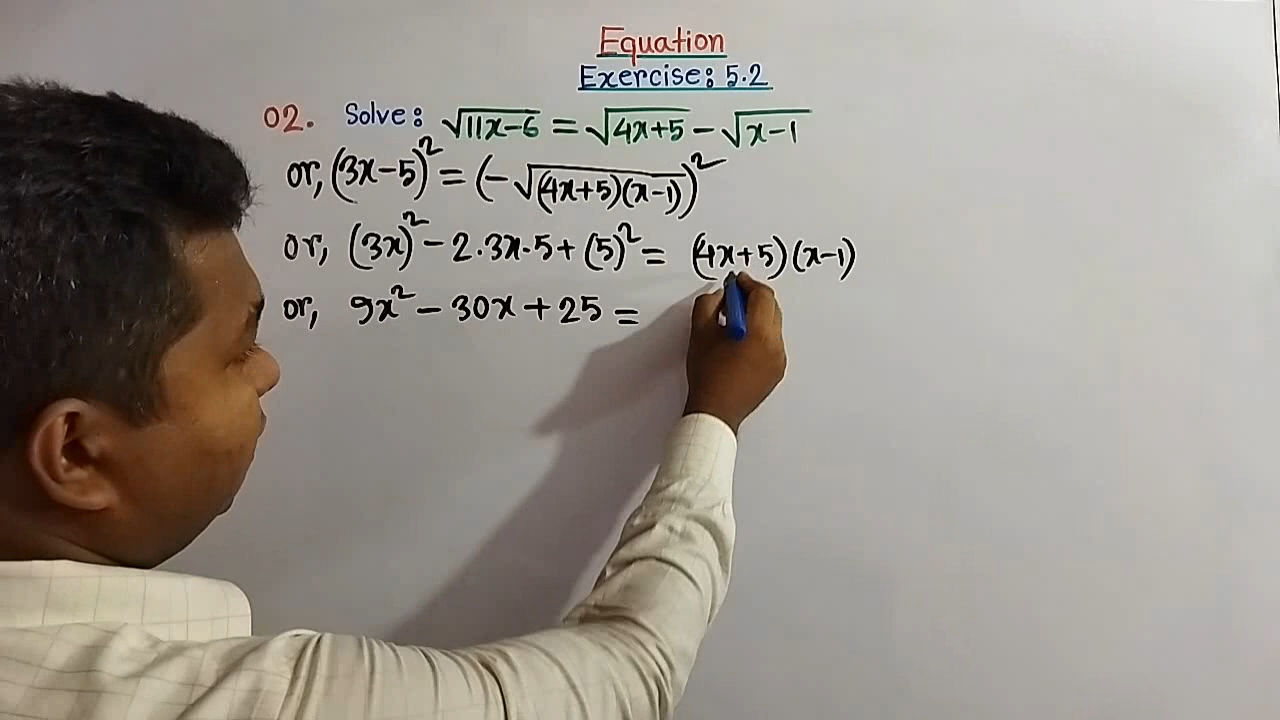 Equation
Exercise: 5.2
02. Solve: √11x-6 = √4x+5 - √x-1
or, (3x-5)² = (-√(4x+5)(x-1))²
or, (3x)² - 2·3x·5 + (5)² = (4x+5)(x-1)
or, 9x² - 30x + 25 =